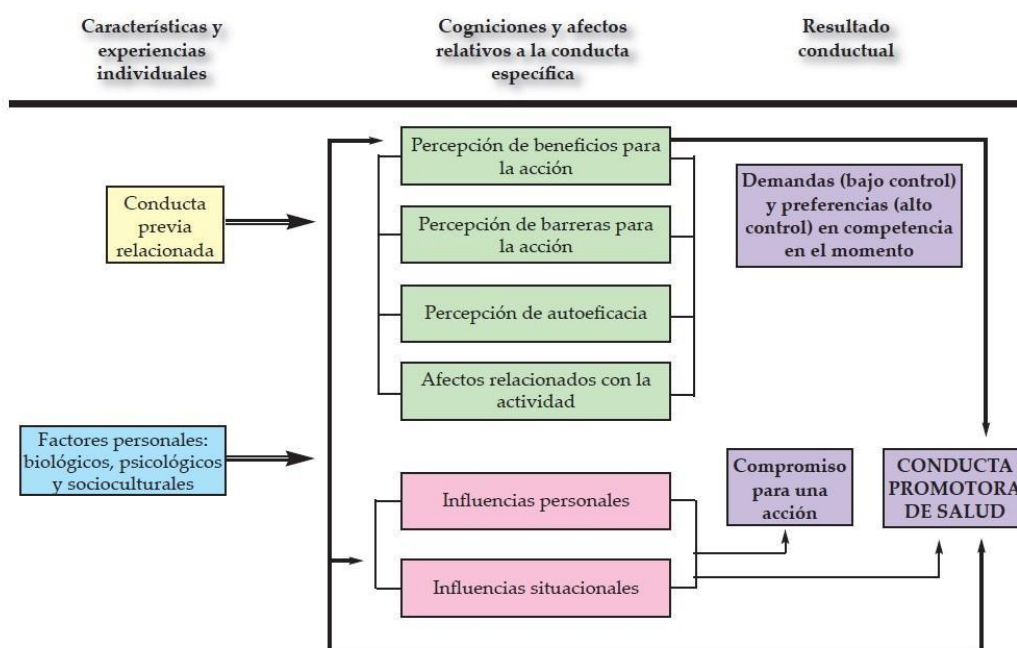 Características y
experiencias
individuales
Cogniciones y afectos
relativos a la conducta
específica
Resultado
conductual
Conducta
previa
relacionada
Factores personales:
biológicos, psicológicos
y socioculturales
Percepción de beneficios para
la acción
Percepción de barreras para
la acción
Percepción de autoeficacia
Afectos relacionados con la
actividad
Influencias personales
Influencias situacionales
Demandas (bajo control)
y preferencias (alto
control) en competencia
en el momento
Compromiso
para una
acción
CONDUCTA
PROMOTORA
DE SALUD